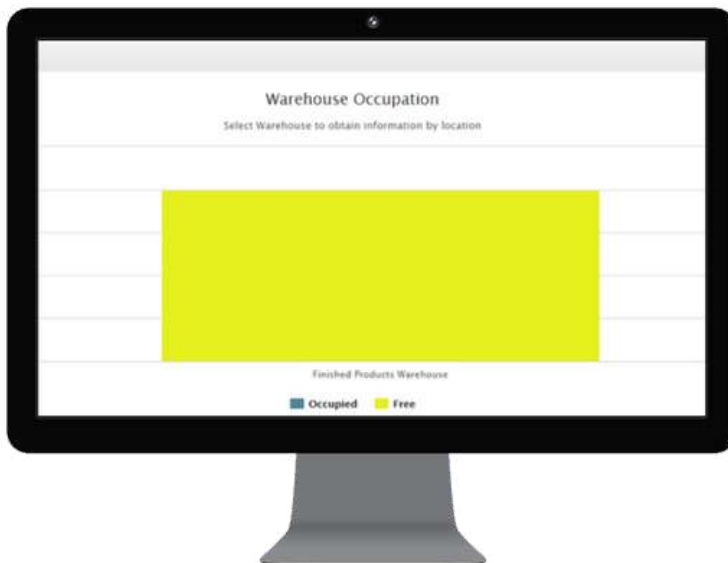 Warehouse Occupation
Select Warehouse to obtain information by location
Finished Products Warehouse
Occupied Free